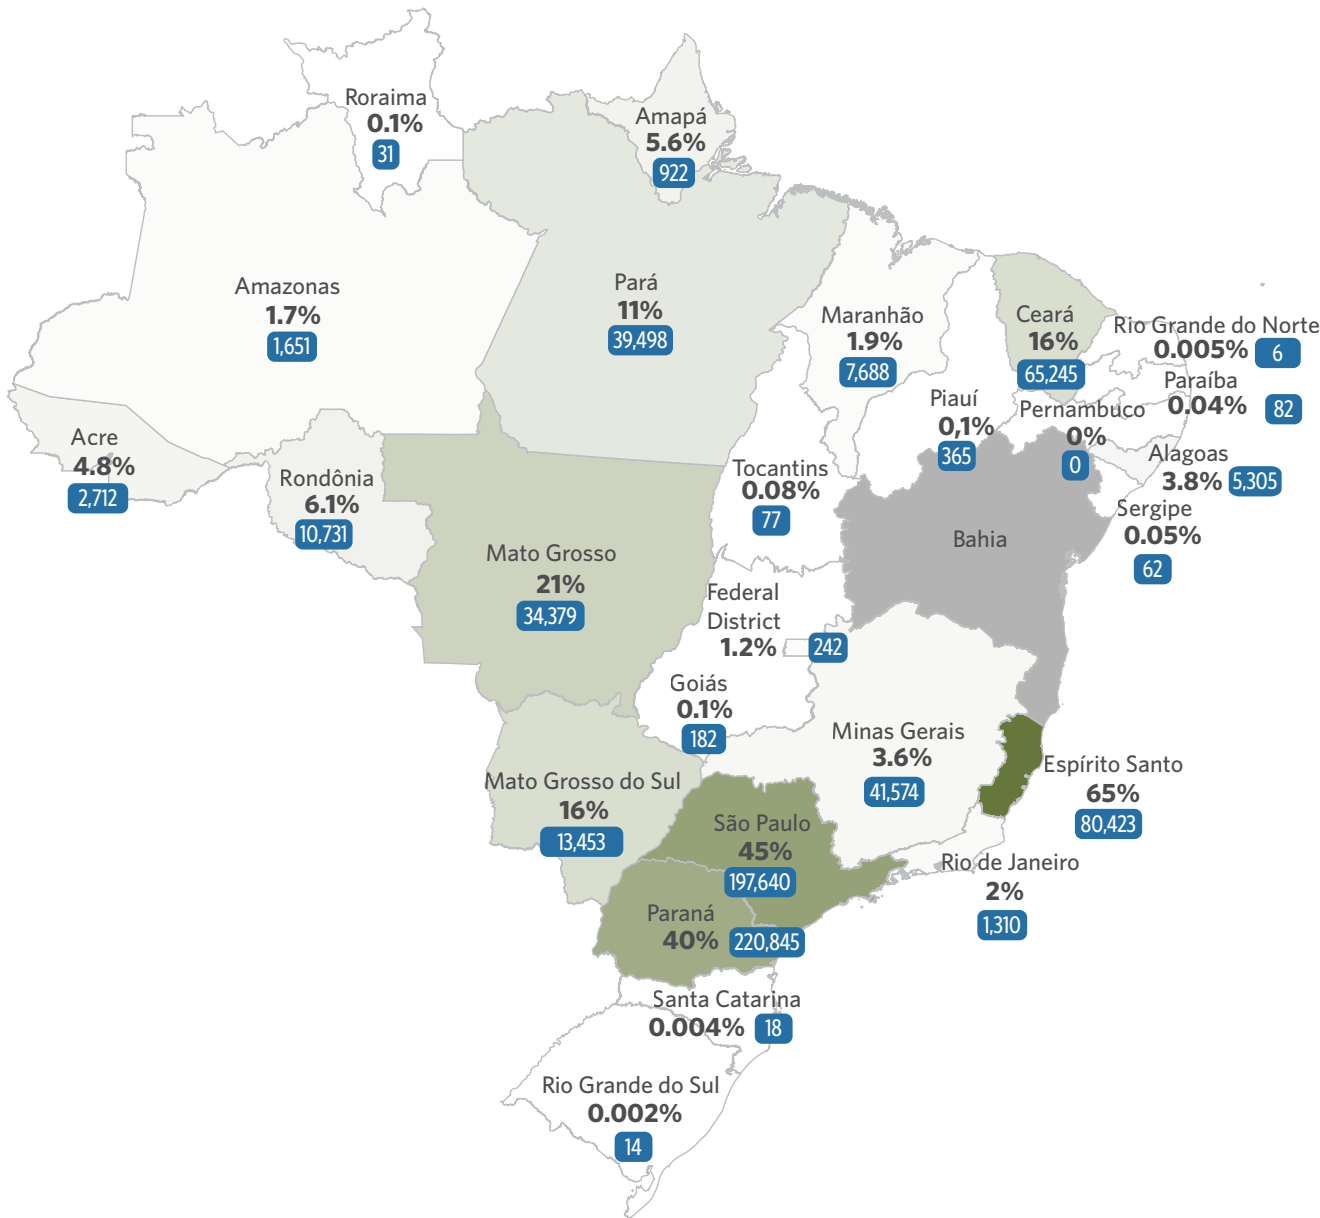 Roraima
0.1%
31
Amapá
5.6%
922
Amazonas
1.7%
1,651
Pará
11%
39,498
Maranhão
1.9%
7,688
Ceará
16%
65,245
Rio Grande do Norte
0.005%
6
Paraíba
0.04%
82
Piauí
0,1%
365
Pernambuco
0%
0
Alagoas
3.8%
5,305
Sergipe
0.05%
62
Acre
4.8%
2,712
Rondônia
6.1%
10,731
Tocantins
0.08%
77
Mato Grosso
21%
34,379
Bahia
Federal
District
1.2%
242
Goiás
0.1%
182
Minas Gerais
3.6%
41,574
Espírito Santo
65%
80,423
Mato Grosso do Sul
16%
13,453
São Paulo
45%
197,640
Rio de Janeiro
2%
1,310
Paraná
40%
220,845
Santa Catarina
0.004%
18
Rio Grande do Sul
0.002%
14